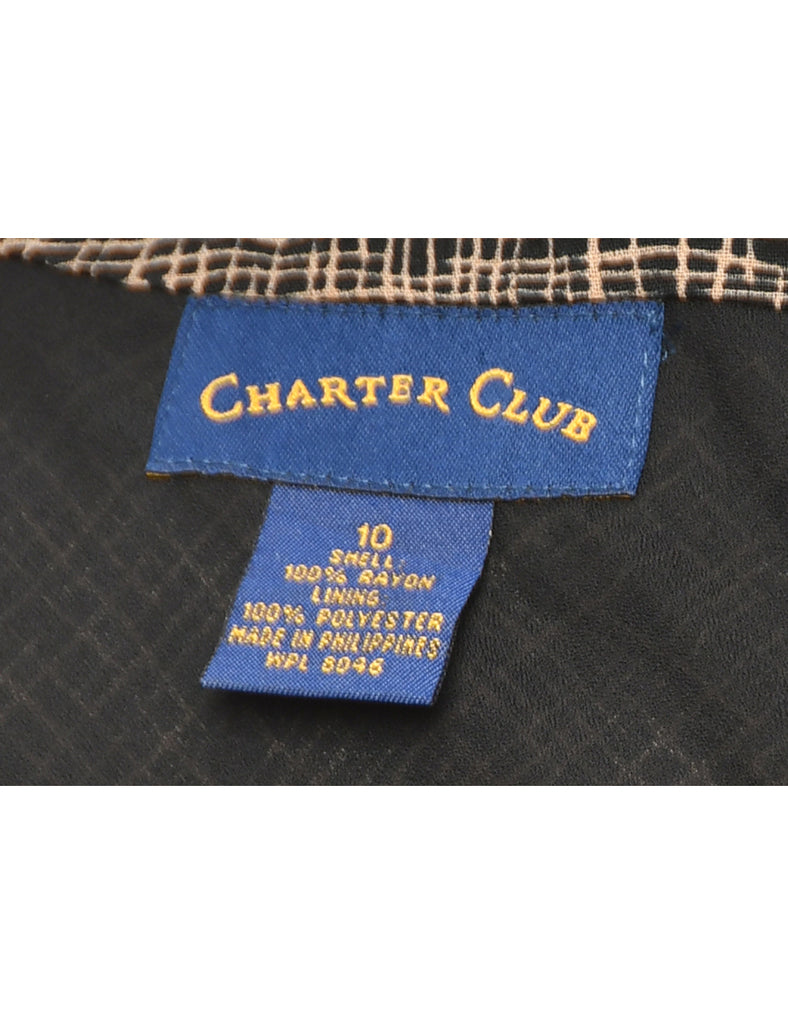 CHARTER CLUB
10
SHELL:
100% RAYON
LINING:
100% POLYESTER
MADE IN PHILIPPINES
WPL 8046